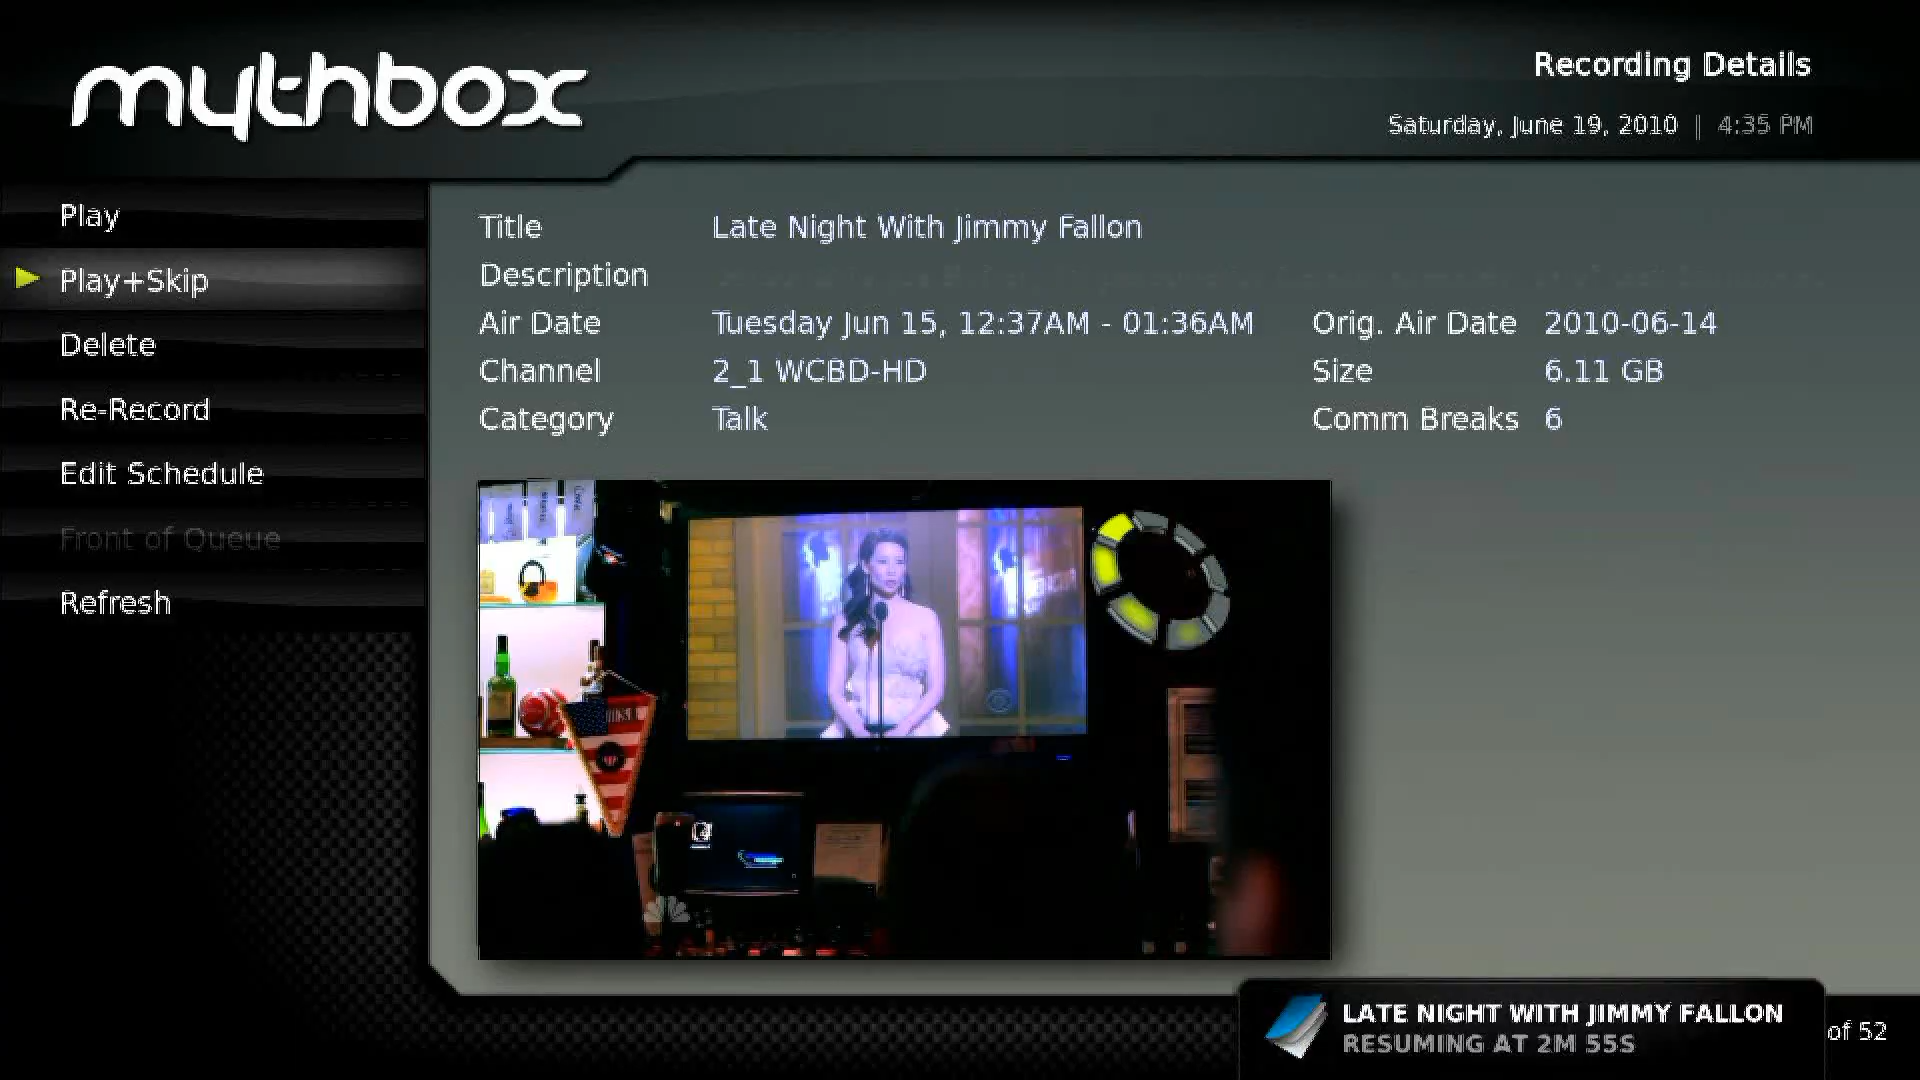 mythbox
Recording Details
Saturday, June 19, 2010 | 4:35 PM
Play
Play+Skip
Delete
Re-Record
Edit Schedule
Front of Queue
Refresh
Title Late Night With Jimmy Fallon
Description
Air Date Tuesday Jun 15, 12:37AM - 01:36AM Orig. Air Date 2010-06-14
Channel 2_1 WCBD-HD Size 6.11 GB
Category Talk Comm Breaks 6
LATE NIGHT WITH JIMMY FALLON
RESUMING AT 2M 55S
of 52